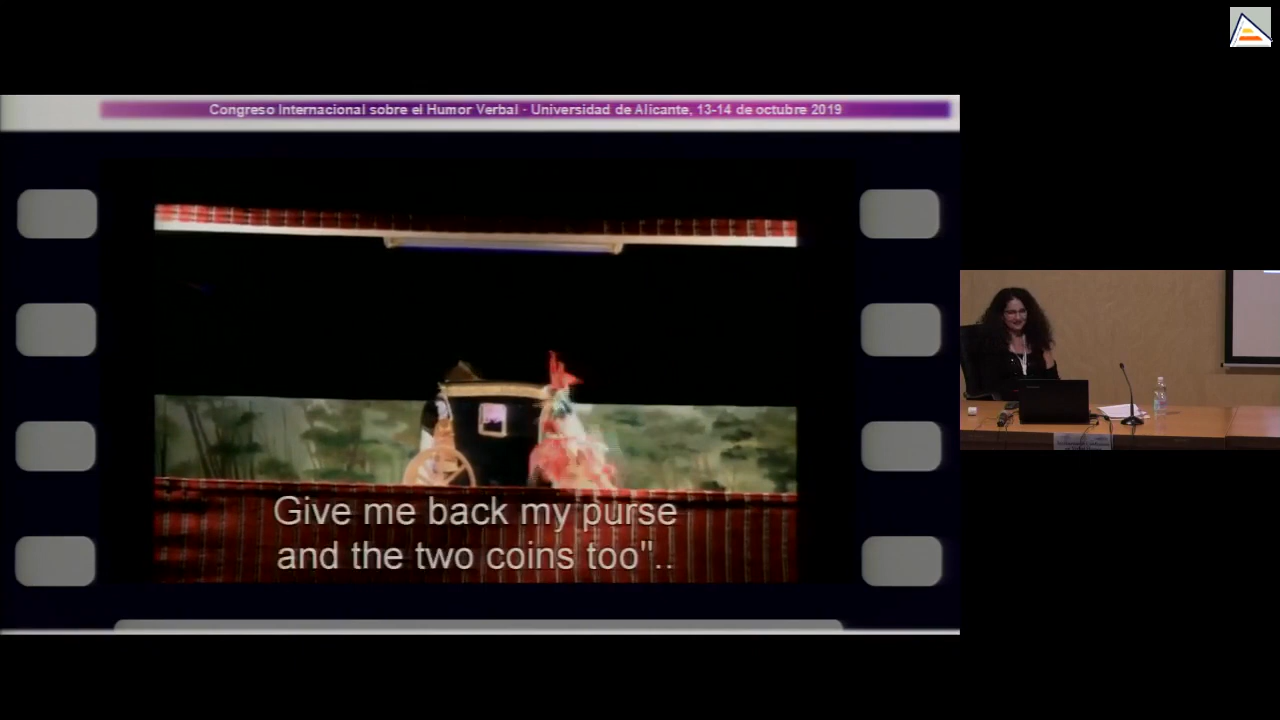 Congreso Internacional sobre el Humor Verbal - Universidad de Alicante, 13-14 de octubre 2019
Give me back my purse
and the two coins too"..